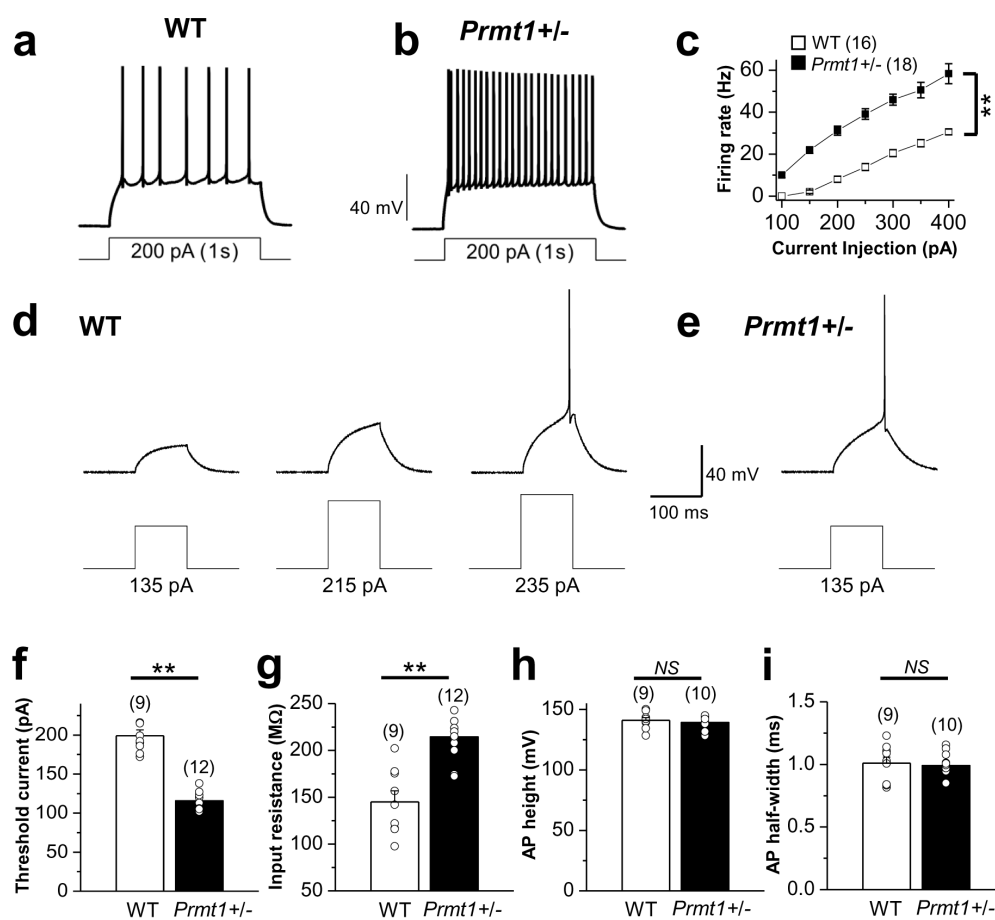 a
WT
40 mV
200 pA (1s)
b
Prmt1+/-
200 pA (1s)
c
WT (16)
Prmt1+/- (18)
Firing rate (Hz)
60
40
20
0
100
200
300
400
**
Current Injection (pA)
d
WT
135 pA
215 pA
235 pA
40 mV
100 ms
e
Prmt1+/-
135 pA
f
**
(9)
(12)
Threshold current (pA)
200
150
100
50
0
WT
Prmt1+/-
g
**
(9)
(12)
Input resistance (MΩ)
250
200
150
100
50
WT
Prmt1+/-
h
NS
(9)
(10)
AP height (mV)
150
100
50
0
WT
Prmt1+/-
i
NS
(9)
(10)
AP half-width (ms)
1.5
1.0
0.5
0.0
WT
Prmt1+/-